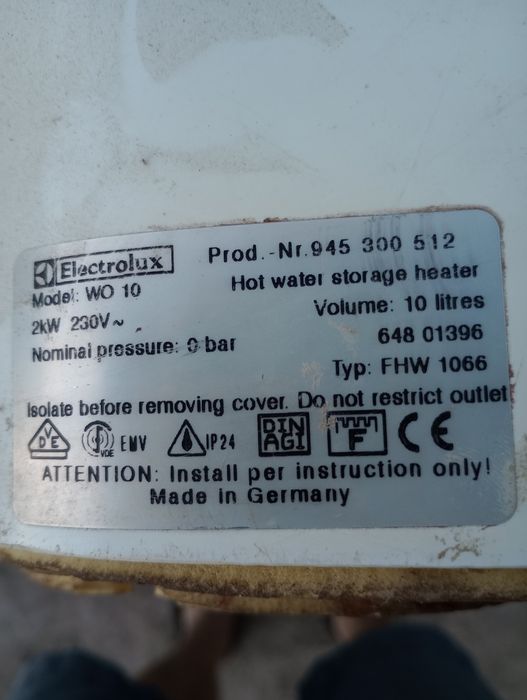 Electrolux
Prod.-Nr.945 300 512
Model: WO 10
Hot water storage heater
2kW 230V~
Volume: 10 litres
Nominal pressure: 0 bar
648 01396
Typ: FHW 1066
Isolate before removing cover. Do not restrict outlet
VDE VDE EMV IP24 DIN AGI F CE
ATTENTION: Install per instruction only!
Made in Germany